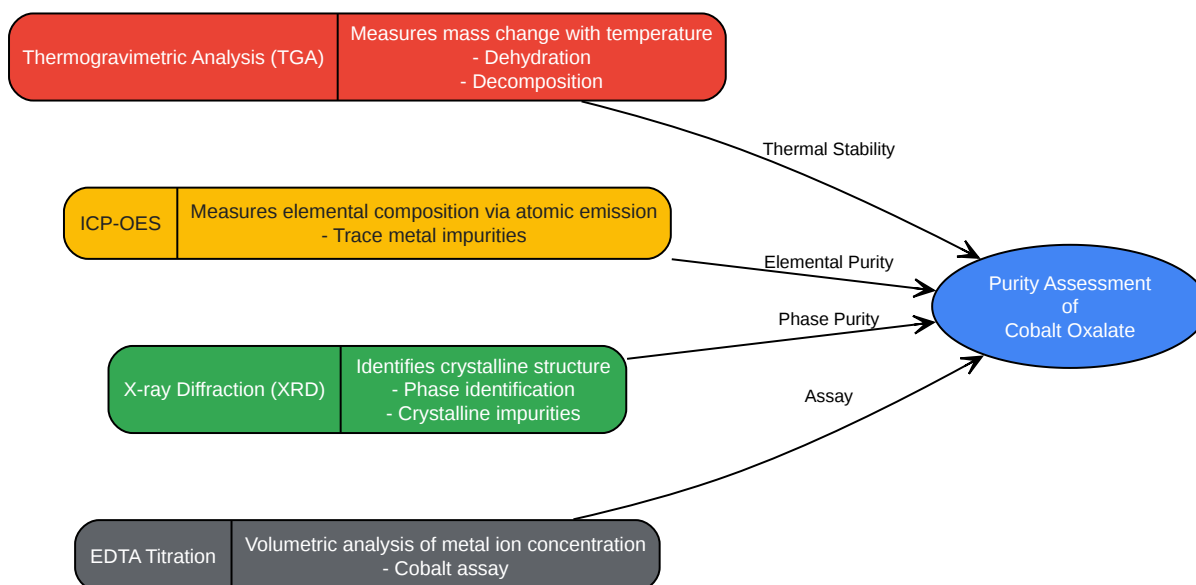 Thermogravimetric Analysis (TGA)
Measures mass change with temperature
- Dehydration
- Decomposition
Thermal Stability
ICP-OES
Measures elemental composition via atomic emission
- Trace metal impurities
Elemental Purity
Purity Assessment
of
Cobalt Oxalate
Phase Purity
X-ray Diffraction (XRD)
Identifies crystalline structure
- Phase identification
- Crystalline impurities
Assay
EDTA Titration
Volumetric analysis of metal ion concentration
- Cobalt assay